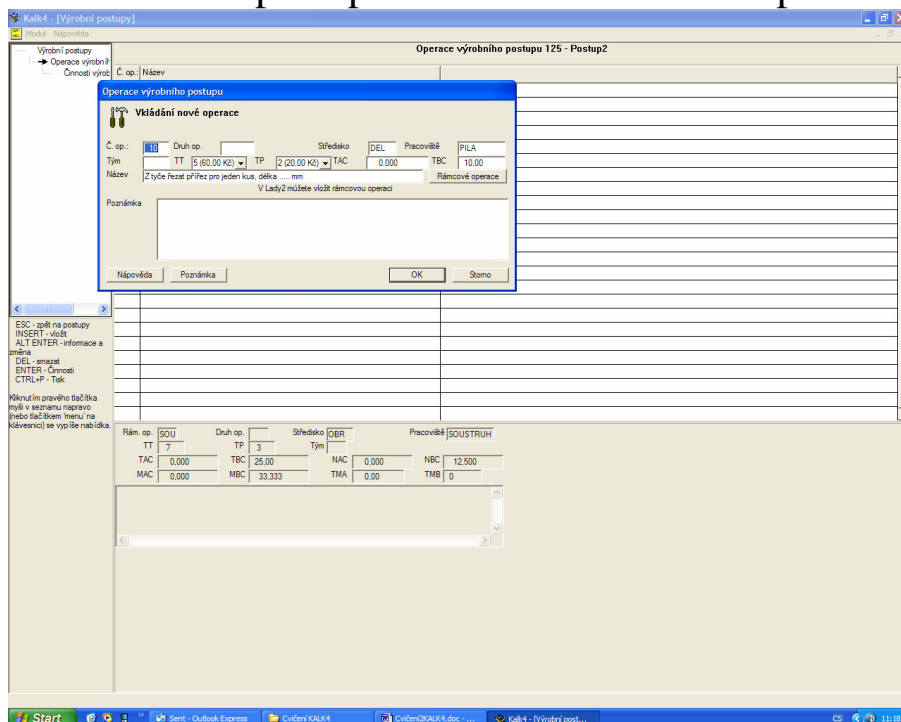 Kalk4 - [Výrobní postupy]
Modul Nápověda
Výrobní postupy
Operace výrobníh
Činnosti výrob
Operace výrobního postupu 125 - Postup2
Č. op.: Název
Operace výrobního postupu
Vkládání nové operace
Č. op.: 10 Druh op. Středisko DEL Pracoviště PILA
Tým TT 5 (60,00 Kč) TP 2 (20,00 Kč) TAC 0.000 TBC 10.00
Název Z tyče řezat přířez pro jeden kus, délka ..... mm Rámcové operace
V Lady2 můžete vložit rámcovou operaci
Poznámka
Nápověda Poznámka OK Storno
ESC - zpět na postupy
INSERT - vložit
ALT ENTER - informace a
změna
DEL - smazat
ENTER - Činnosti
CTRL+P - Tisk
Kliknutím pravého tlačítka
myši v seznamu napravo
(nebo tlačítkem 'menu' na
klávesnici) se vypíše nabídka.
Rám. op. SOU Druh op. Středisko OBR Pracoviště SOUSTRUH
TT 7 TP 3 Tým
TAC 0,000 TBC 25,00 NAC 0,000 NBC 12,500
MAC 0,000 MBC 33,333 TMA 0,00 TMB 0
Start Sent - Outlook Express Cvičení KALK4 Cvičení2KALK4.doc - ... Kalk4 - [Výrobní post... CS 11:18